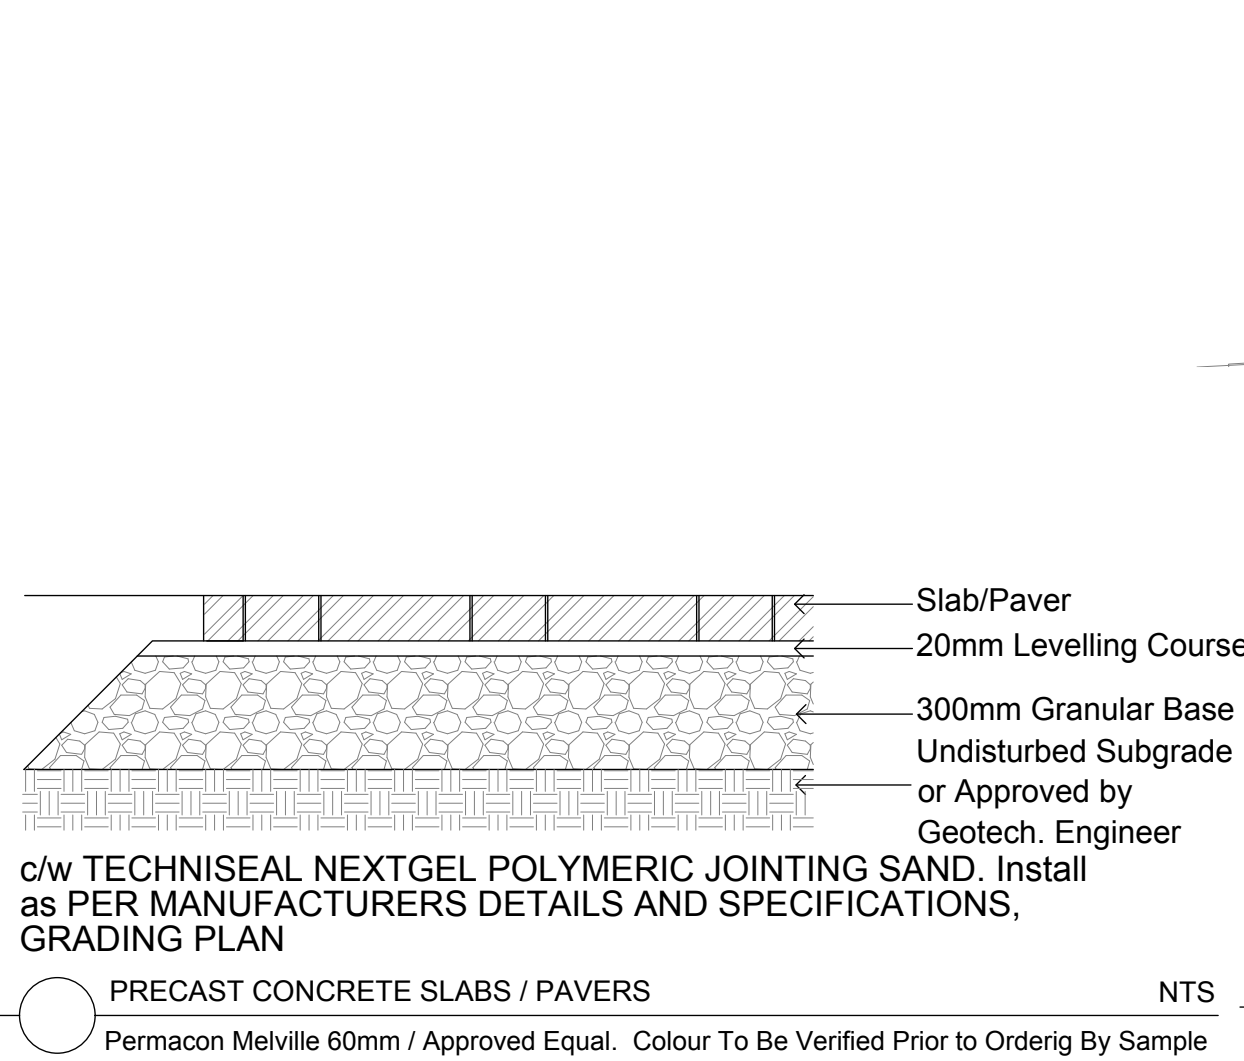 Slab/Paver
20mm Levelling Course
300mm Granular Base
Undisturbed Subgrade
or Approved by
Geotech. Engineer
c/w TECHNISEAL NEXTGEL POLYMERIC JOINTING SAND. Install
as PER MANUFACTURERS DETAILS AND SPECIFICATIONS,
GRADING PLAN
PRECAST CONCRETE SLABS / PAVERS NTS
Permacon Melville 60mm / Approved Equal. Colour To Be Verified Prior to Orderig By Sample